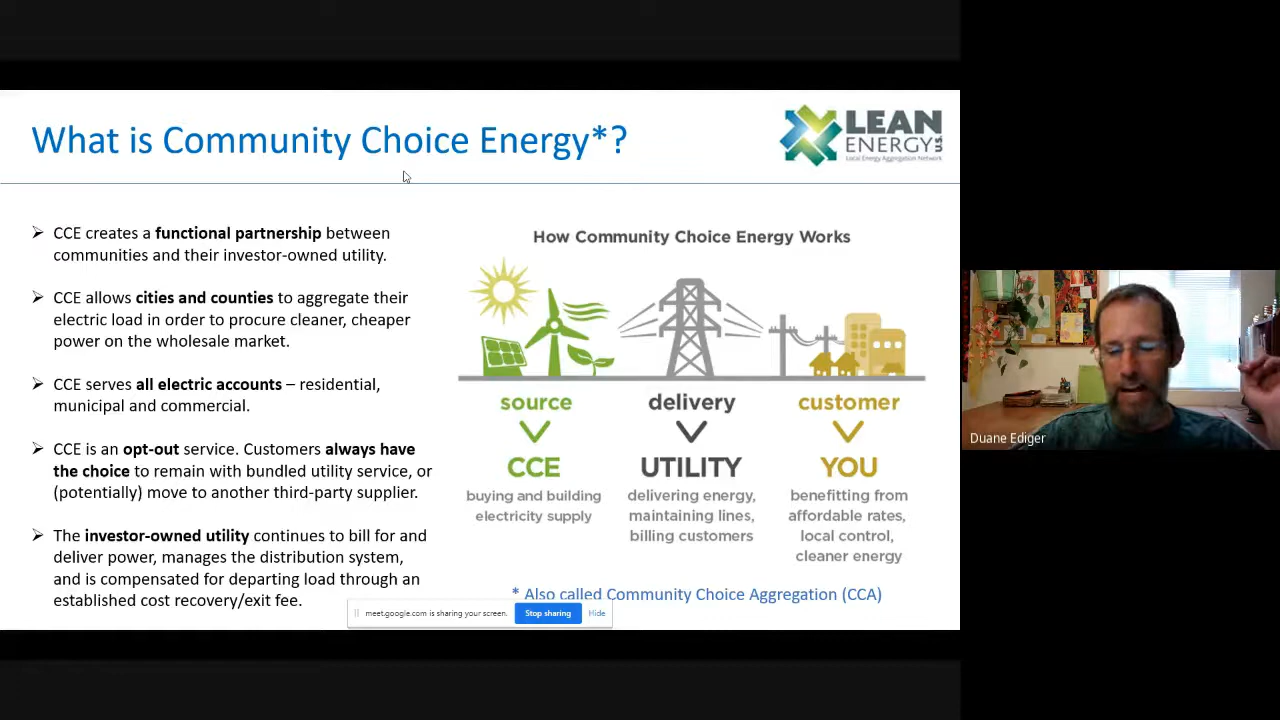 What is Community Choice Energy*?
LEAN
ENERGY U.S.
Local Energy Aggregation Network
➢ CCE creates a functional partnership between
communities and their investor-owned utility.
➢ CCE allows cities and counties to aggregate their
electric load in order to procure cleaner, cheaper
power on the wholesale market.
➢ CCE serves all electric accounts – residential,
municipal and commercial.
➢ CCE is an opt-out service. Customers always have
the choice to remain with bundled utility service, or
(potentially) move to another third-party supplier.
➢ The investor-owned utility continues to bill for and
deliver power, manages the distribution system,
and is compensated for departing load through an
established cost recovery/exit fee.
How Community Choice Energy Works
source
CCE
buying and building
electricity supply
delivery
UTILITY
delivering energy,
maintaining lines,
billing customers
customer
YOU
benefitting from
affordable rates,
local control,
cleaner energy
* Also called Community Choice Aggregation (CCA)
meet.google.com is sharing your screen.
Stop sharing
Hide
Duane Ediger